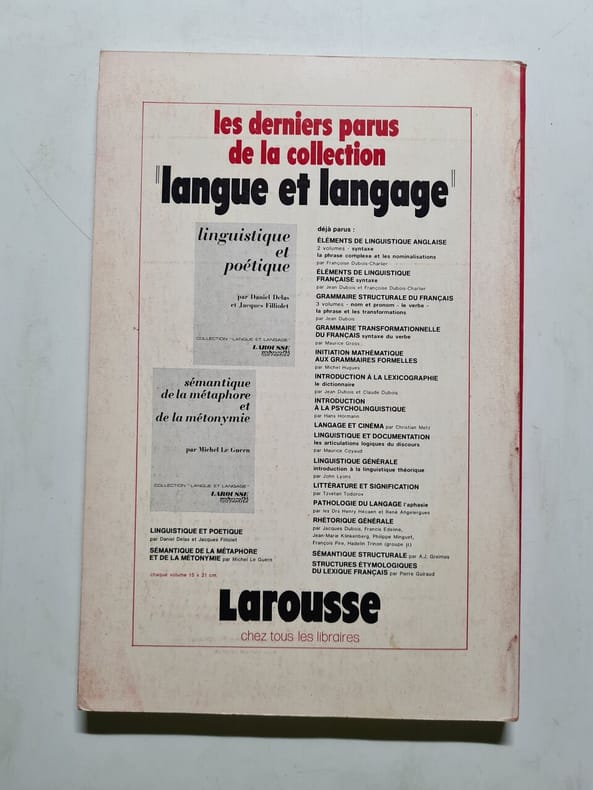 les derniers parus
de la collection
"langue et langage"
linguistique
et
poétique
par Daniel Delas
et Jacques Filliolet
COLLECTION "LANGUE ET LANGAGE"
LAROUSSE
sémantique
de la métaphore
et
de la métonymie
par Michel Le Guern
COLLECTION "LANGUE ET LANGAGE"
LAROUSSE
LINGUISTIQUE ET POETIQUE
par Daniel Delas et Jacques Filliolet
SÉMANTIQUE DE LA MÉTAPHORE
ET DE LA MÉTONYMIE par Michel Le Guern
chaque volume 15 x 21 cm
déjà parus :
ÉLÉMENTS DE LINGUISTIQUE ANGLAISE
2 volumes - syntaxe
la phrase complexe et les nominalisations
par Françoise Dubois-Charlier
ÉLÉMENTS DE LINGUISTIQUE
FRANÇAISE syntaxe
par Jean Dubois et Françoise Dubois-Charlier
GRAMMAIRE STRUCTURALE DU FRANÇAIS
3 volumes - nom et pronom - le verbe -
la phrase et les transformations
par Jean Dubois
GRAMMAIRE TRANSFORMATIONNELLE
DU FRANÇAIS syntaxe du verbe
par Maurice Gross
INITIATION MATHÉMATIQUE
AUX GRAMMAIRES FORMELLES
par Michel Hugues
INTRODUCTION À LA LEXICOGRAPHIE
le dictionnaire
par Jean Dubois et Claude Dubois
INTRODUCTION
À LA PSYCHOLINGUISTIQUE
par Hans Hörmann
LANGAGE ET CINÉMA par Christian Metz
LINGUISTIQUE ET DOCUMENTATION
les articulations logiques du discours
par Maurice Coyaud
LINGUISTIQUE GÉNÉRALE
introduction à la linguistique théorique
par John Lyons
LITTÉRATURE ET SIGNIFICATION
par Tzvetan Todorov
PATHOLOGIE DU LANGAGE l'aphasie
par les Drs Henry Hécaen et René Angelergues
RHÉTORIQUE GÉNÉRALE
par Jacques Dubois, Francis Edeline,
Jean-Marie Klinkenberg, Philippe Minguet,
François Pire, Hadelin Trinon (groupe μ)
SÉMANTIQUE STRUCTURALE par A.J. Greimas
STRUCTURES ÉTYMOLOGIQUES
DU LEXIQUE FRANÇAIS par Pierre Guiraud
Larousse
chez tous les libraires